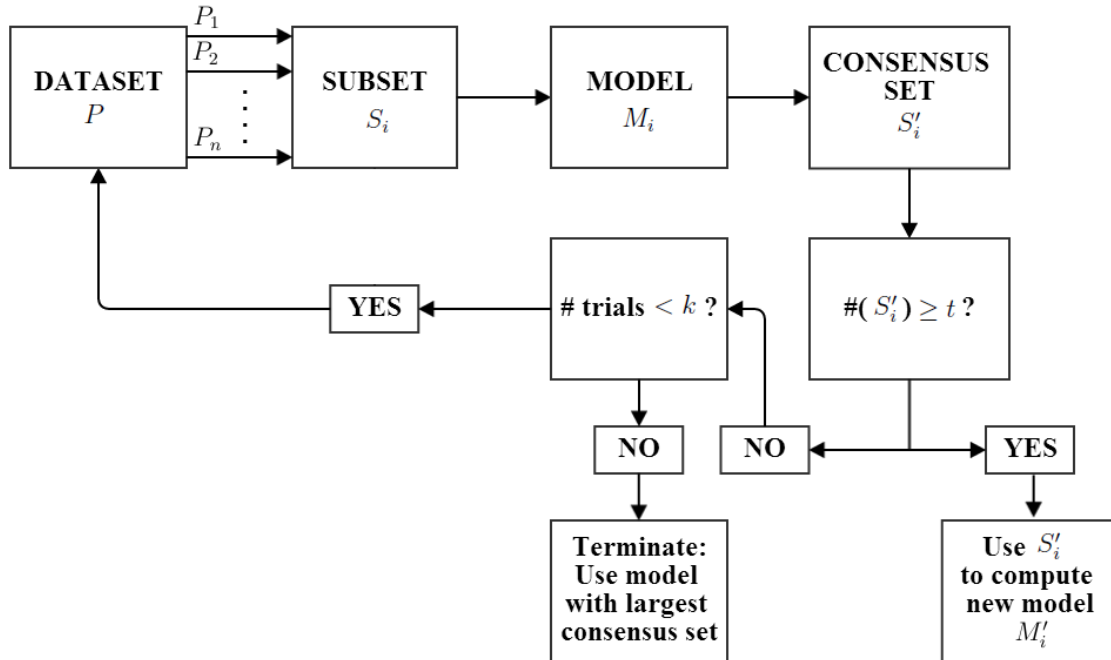 P₁
P₂
Pₙ
DATASET
P
SUBSET
Sᵢ
MODEL
Mᵢ
CONSENSUS
SET
S′ᵢ
YES
# trials < k ?
#( S′ᵢ ) ≥ t ?
NO
NO
YES
Terminate:
Use model
with largest
consensus set
Use S′ᵢ
to compute
new model
M′ᵢ